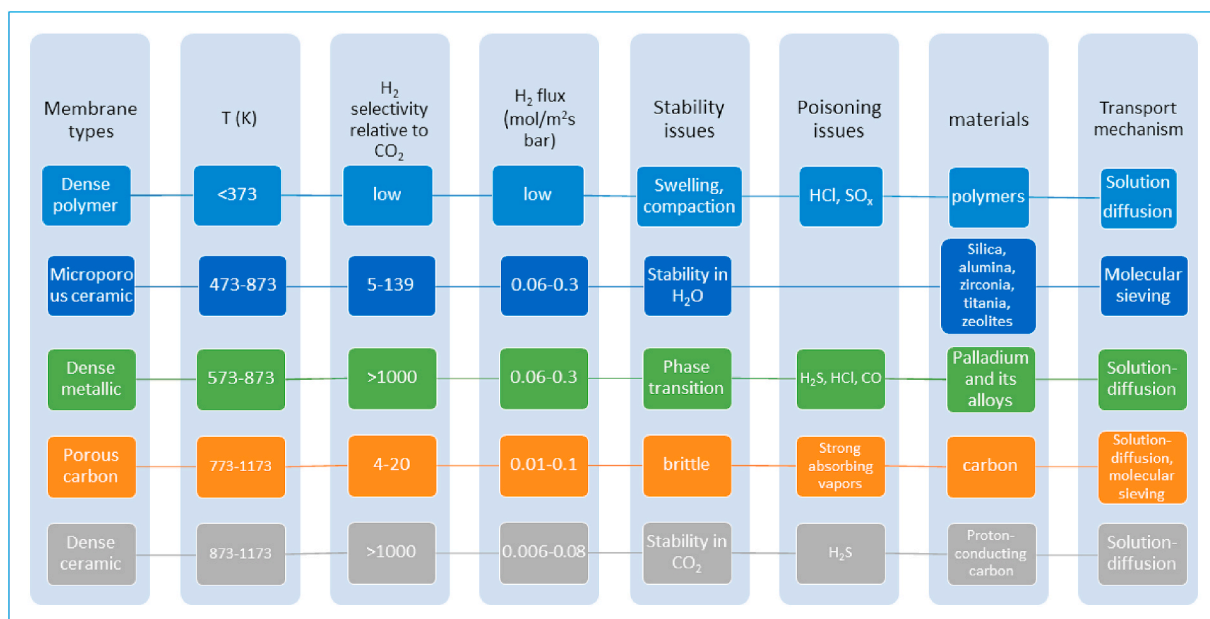 Membrane
types
T (K)
H₂
selectivity
relative to
CO₂
H₂ flux
(mol/m²s
bar)
Stability
issues
Poisoning
issues
materials
Transport
mechanism
Dense
polymer
<373
low
low
Swelling,
compaction
HCl, SOₓ
polymers
Solution
diffusion
Microporo
us ceramic
473-873
5-139
0.06-0.3
Stability in
H₂O
Silica,
alumina,
zirconia,
titania,
zeolites
Molecular
sieving
Dense
metallic
573-873
>1000
0.06-0.3
Phase
transition
H₂S, HCl, CO
Palladium
and its
alloys
Solution-
diffusion
Porous
carbon
773-1173
4-20
0.01-0.1
brittle
Strong
absorbing
vapors
carbon
Solution-
diffusion,
molecular
sieving
Dense
ceramic
873-1173
>1000
0.006-0.08
Stability in
CO₂
H₂S
Proton-
conducting
carbon
Solution-
diffusion